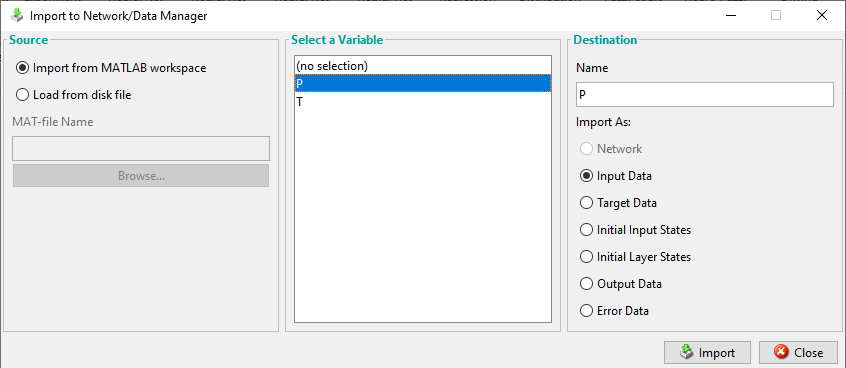 Import to Network/Data Manager
Source
Import from MATLAB workspace
Load from disk file
MAT-file Name
Browse...
Select a Variable
(no selection)
P
T
Destination
Name
P
Import As:
Network
Input Data
Target Data
Initial Input States
Initial Layer States
Output Data
Error Data
Import
Close